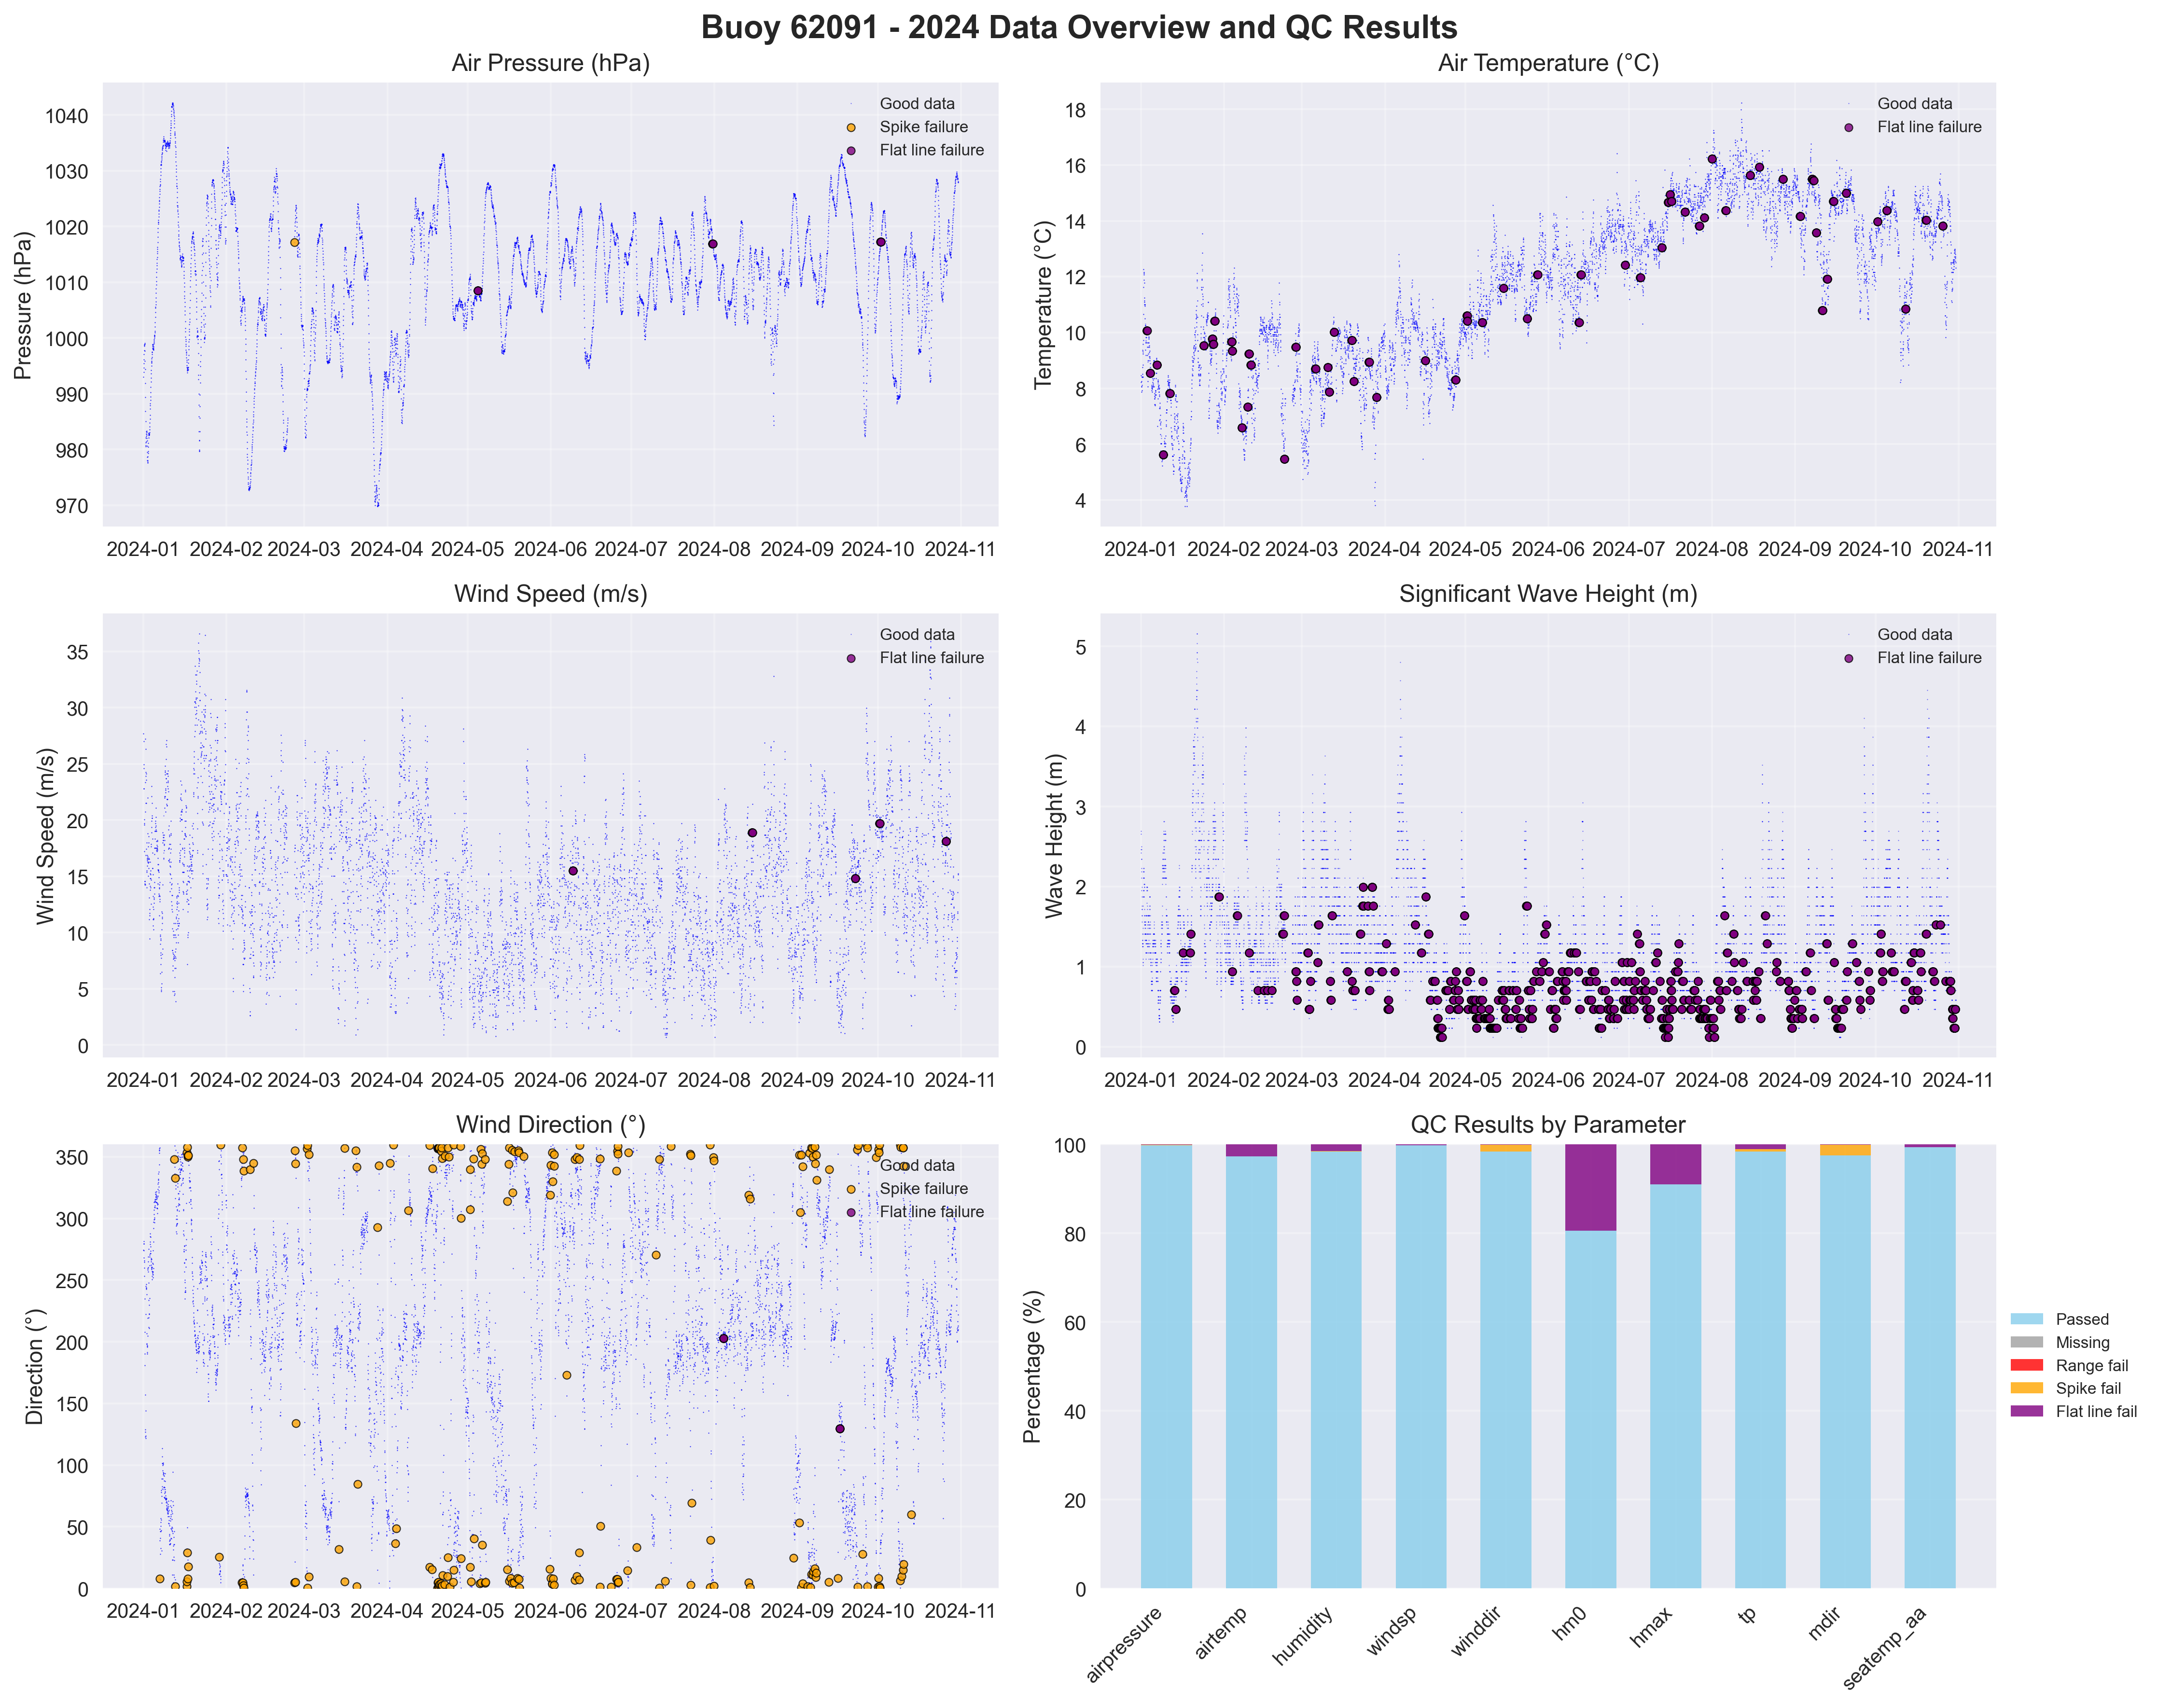 Buoy 62091 - 2024 Data Overview and QC Results
Air Pressure (hPa)
Pressure (hPa)
1040
1030
1020
1010
1000
990
980
970
2024-01 2024-02 2024-03 2024-04 2024-05 2024-06 2024-07 2024-08 2024-09 2024-10 2024-11
Good data
Spike failure
Flat line failure
Air Temperature (°C)
Temperature (°C)
18
16
14
12
10
8
6
4
2024-01 2024-02 2024-03 2024-04 2024-05 2024-06 2024-07 2024-08 2024-09 2024-10 2024-11
Good data
Flat line failure
Wind Speed (m/s)
Wind Speed (m/s)
35
30
25
20
15
10
5
0
2024-01 2024-02 2024-03 2024-04 2024-05 2024-06 2024-07 2024-08 2024-09 2024-10 2024-11
Good data
Flat line failure
Significant Wave Height (m)
Wave Height (m)
5
4
3
2
1
0
2024-01 2024-02 2024-03 2024-04 2024-05 2024-06 2024-07 2024-08 2024-09 2024-10 2024-11
Good data
Flat line failure
Wind Direction (°)
Direction (°)
350
300
250
200
150
100
50
0
2024-01 2024-02 2024-03 2024-04 2024-05 2024-06 2024-07 2024-08 2024-09 2024-10 2024-11
Good data
Spike failure
Flat line failure
QC Results by Parameter
Percentage (%)
100
80
60
40
20
0
airpressure
airtemp
humidity
windsp
winddir
hm0
hmax
tp
mdir
seatemp_aa
Passed
Missing
Range fail
Spike fail
Flat line fail